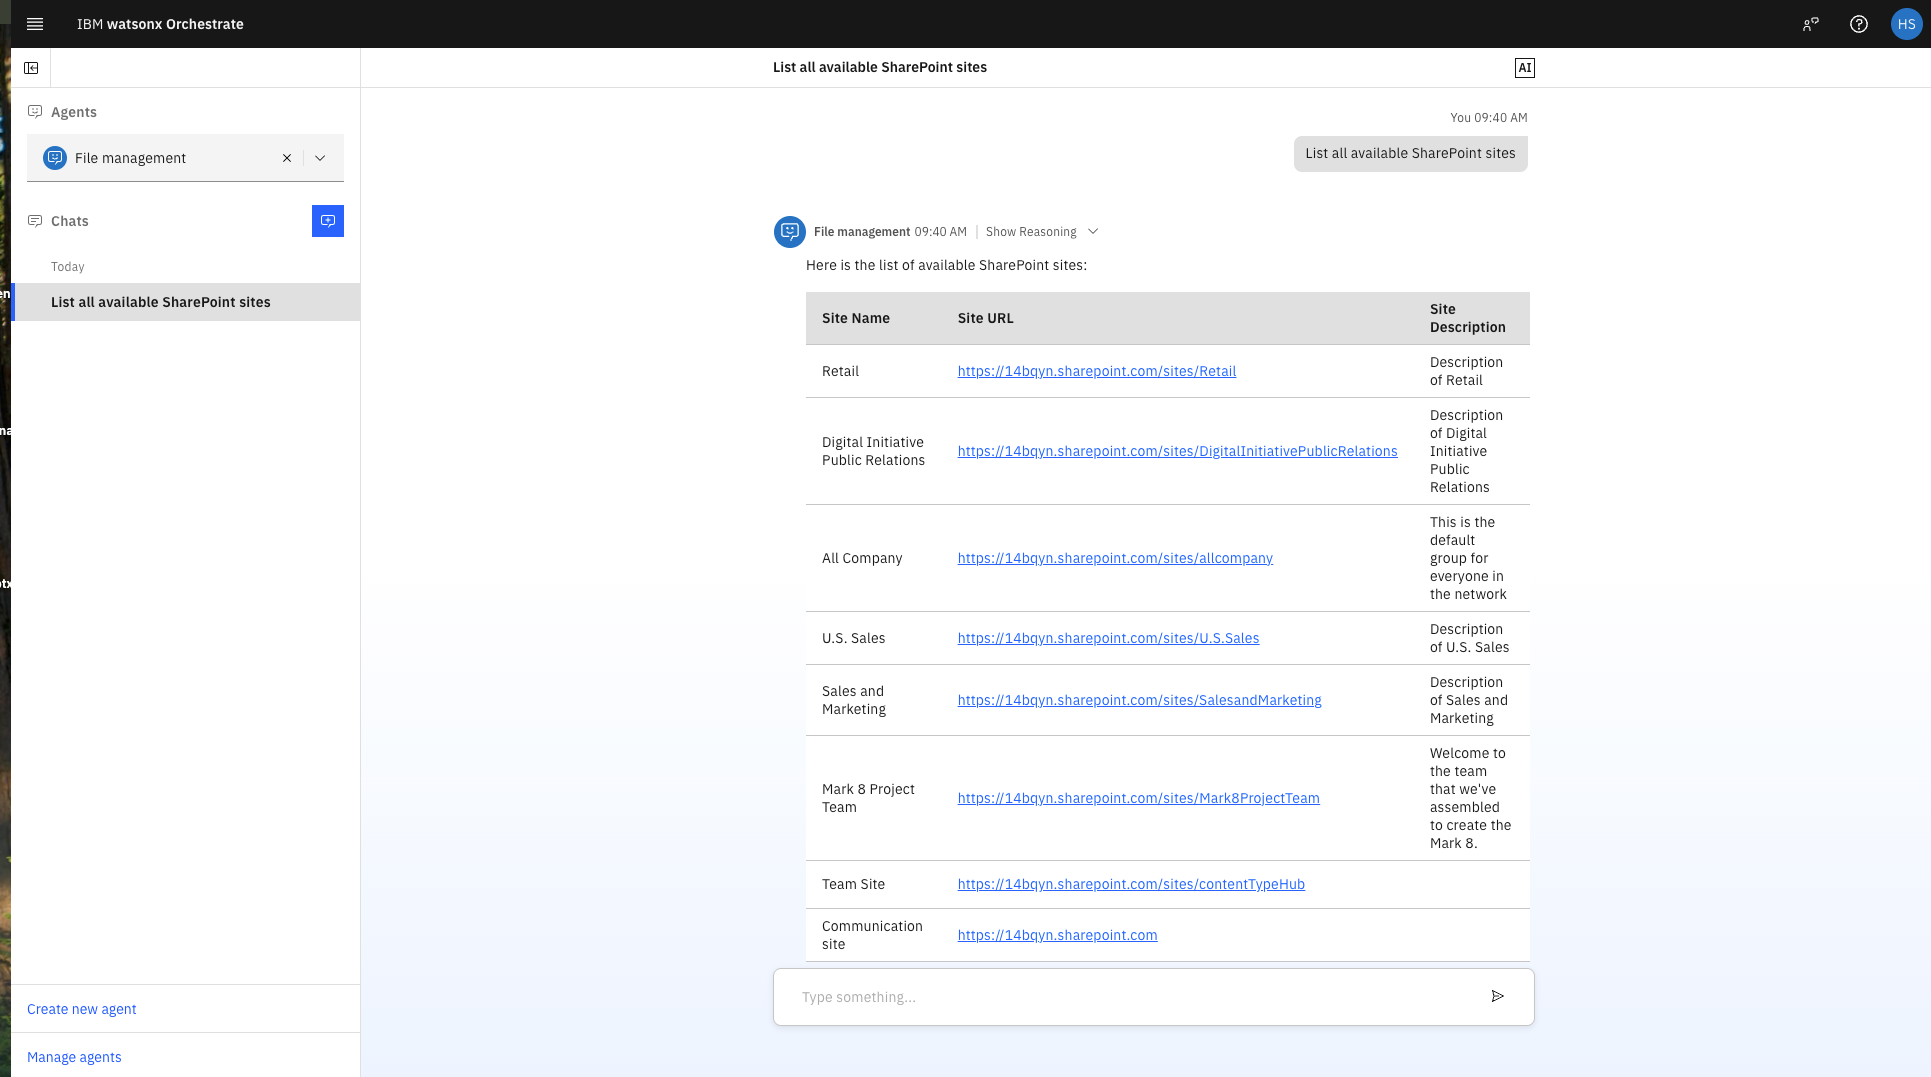 IBM watsonx Orchestrate
HS
List all available SharePoint sites
AI
Agents
File management
Chats
Today
List all available SharePoint sites
Create new agent
Manage agents
You 09:40 AM
List all available SharePoint sites
File management 09:40 AM | Show Reasoning
Here is the list of available SharePoint sites:
Site Name Site URL Site
Description
Retail https://14bqyn.sharepoint.com/sites/Retail Description
of Retail
Digital Initiative
Public Relations https://14bqyn.sharepoint.com/sites/DigitalInitiativePublicRelations Description
of Digital
Initiative
Public
Relations
All Company https://14bqyn.sharepoint.com/sites/allcompany This is the
default
group for
everyone in
the network
U.S. Sales https://14bqyn.sharepoint.com/sites/U.S.Sales Description
of U.S. Sales
Sales and
Marketing https://14bqyn.sharepoint.com/sites/SalesandMarketing Description
of Sales and
Marketing
Mark 8 Project
Team https://14bqyn.sharepoint.com/sites/Mark8ProjectTeam Welcome to
the team
that we've
assembled
to create the
Mark 8.
Team Site https://14bqyn.sharepoint.com/sites/contentTypeHub
Communication
site https://14bqyn.sharepoint.com
Type something...